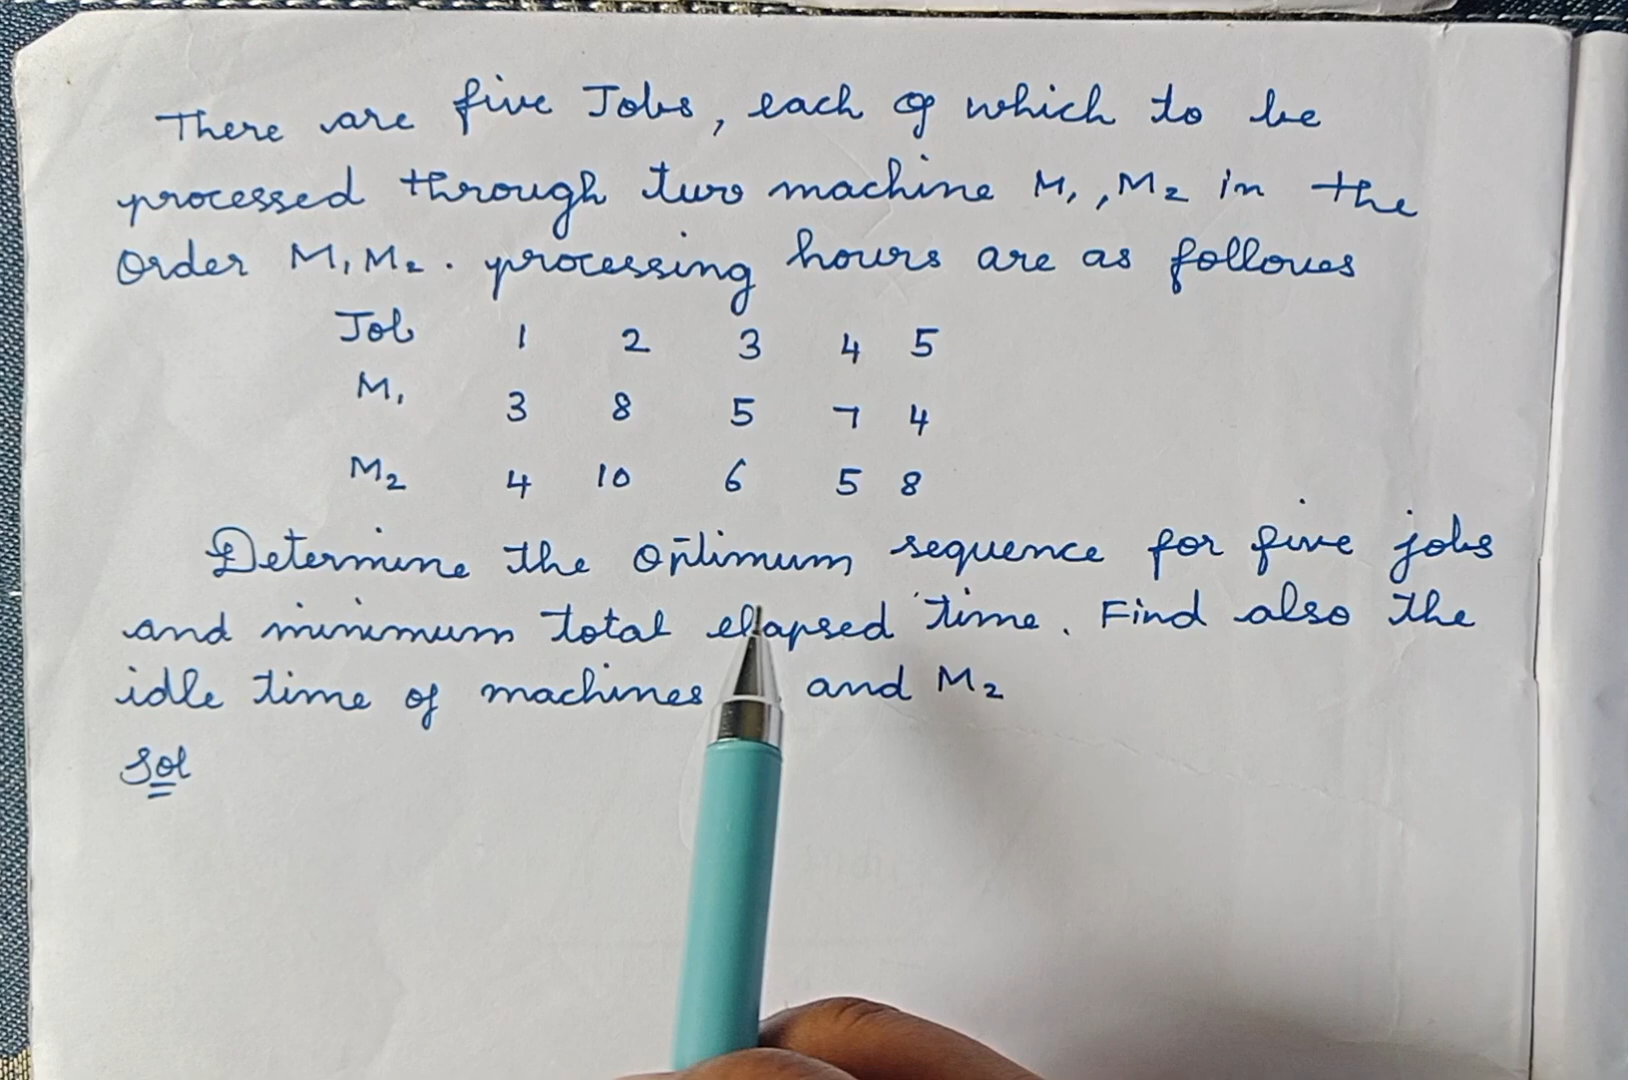 There are five Jobs, each of which to be
processed through two machine M1, M2 in the
order M1 M2. processing hours are as follows
Job 1 2 3 4 5
M1 3 8 5 7 4
M2 4 10 6 5 8
Determine the optimum sequence for five jobs
and minimum total elapsed time. Find also the
idle time of machines and M2
Sol